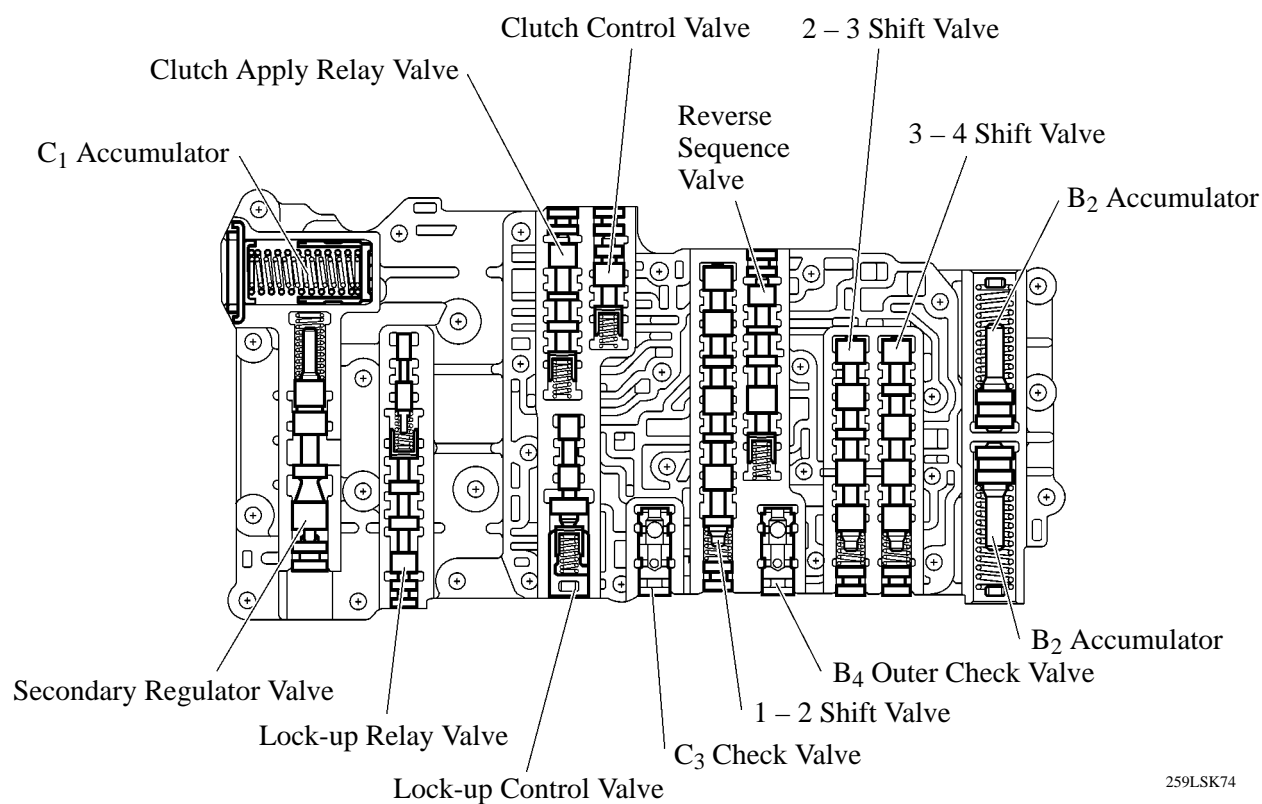 Clutch Control Valve
2 – 3 Shift Valve
Clutch Apply Relay Valve
Reverse
Sequence
Valve
3 – 4 Shift Valve
C1 Accumulator
B2 Accumulator
B2 Accumulator
B4 Outer Check Valve
Secondary Regulator Valve
1 – 2 Shift Valve
Lock-up Relay Valve
C3 Check Valve
Lock-up Control Valve
259LSK74